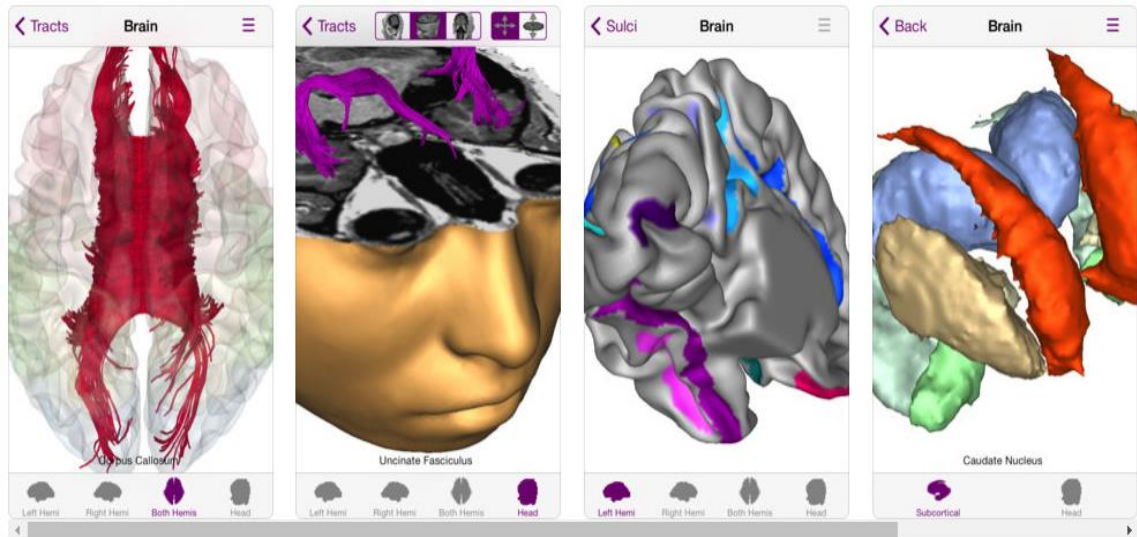 Tracts Brain
Corpus Callosum
Left Hemi Right Hemi Both Hemis Head
Tracts
Uncinate Fasciculus
Left Hemi Right Hemi Both Hemis Head
Sulci Brain
Left Hemi Right Hemi Both Hemis Head
Back Brain
Caudate Nucleus
Subcortical Head